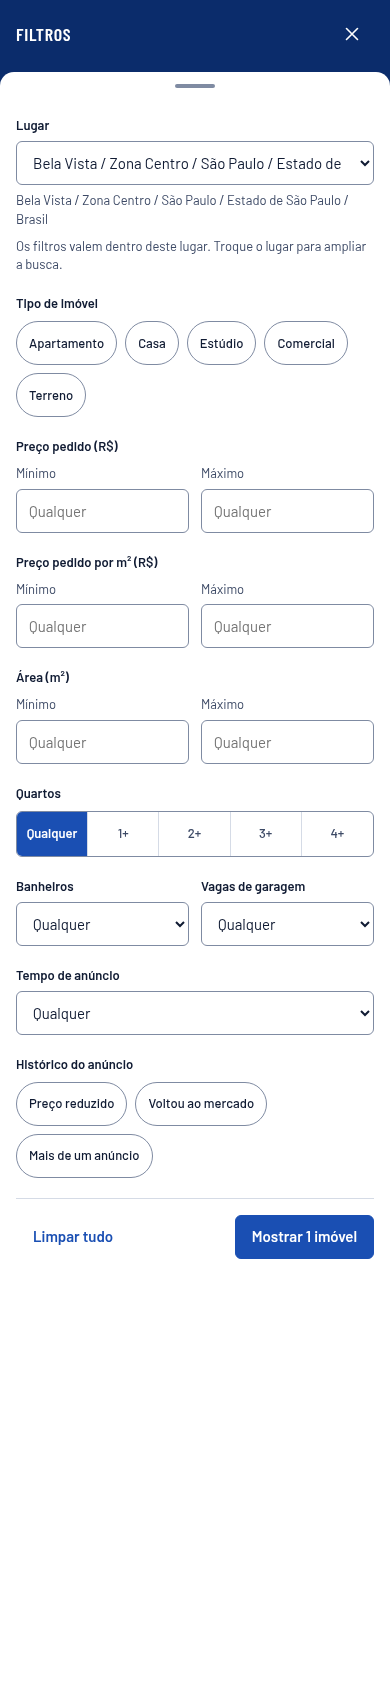 FILTROS
Lugar
Bela Vista / Zona Centro / São Paulo / Estado de
Bela Vista / Zona Centro / São Paulo / Estado de São Paulo /
Brasil
Os filtros valem dentro deste lugar. Troque o lugar para ampliar
a busca.
Tipo de imóvel
Apartamento Casa Estúdio Comercial
Terreno
Preço pedido (R$)
Mínimo Máximo
Qualquer Qualquer
Preço pedido por m² (R$)
Mínimo Máximo
Qualquer Qualquer
Área (m²)
Mínimo Máximo
Qualquer Qualquer
Quartos
Qualquer 1+ 2+ 3+ 4+
Banheiros Vagas de garagem
Qualquer Qualquer
Tempo de anúncio
Qualquer
Histórico do anúncio
Preço reduzido Voltou ao mercado
Mais de um anúncio
Limpar tudo Mostrar 1 imóvel